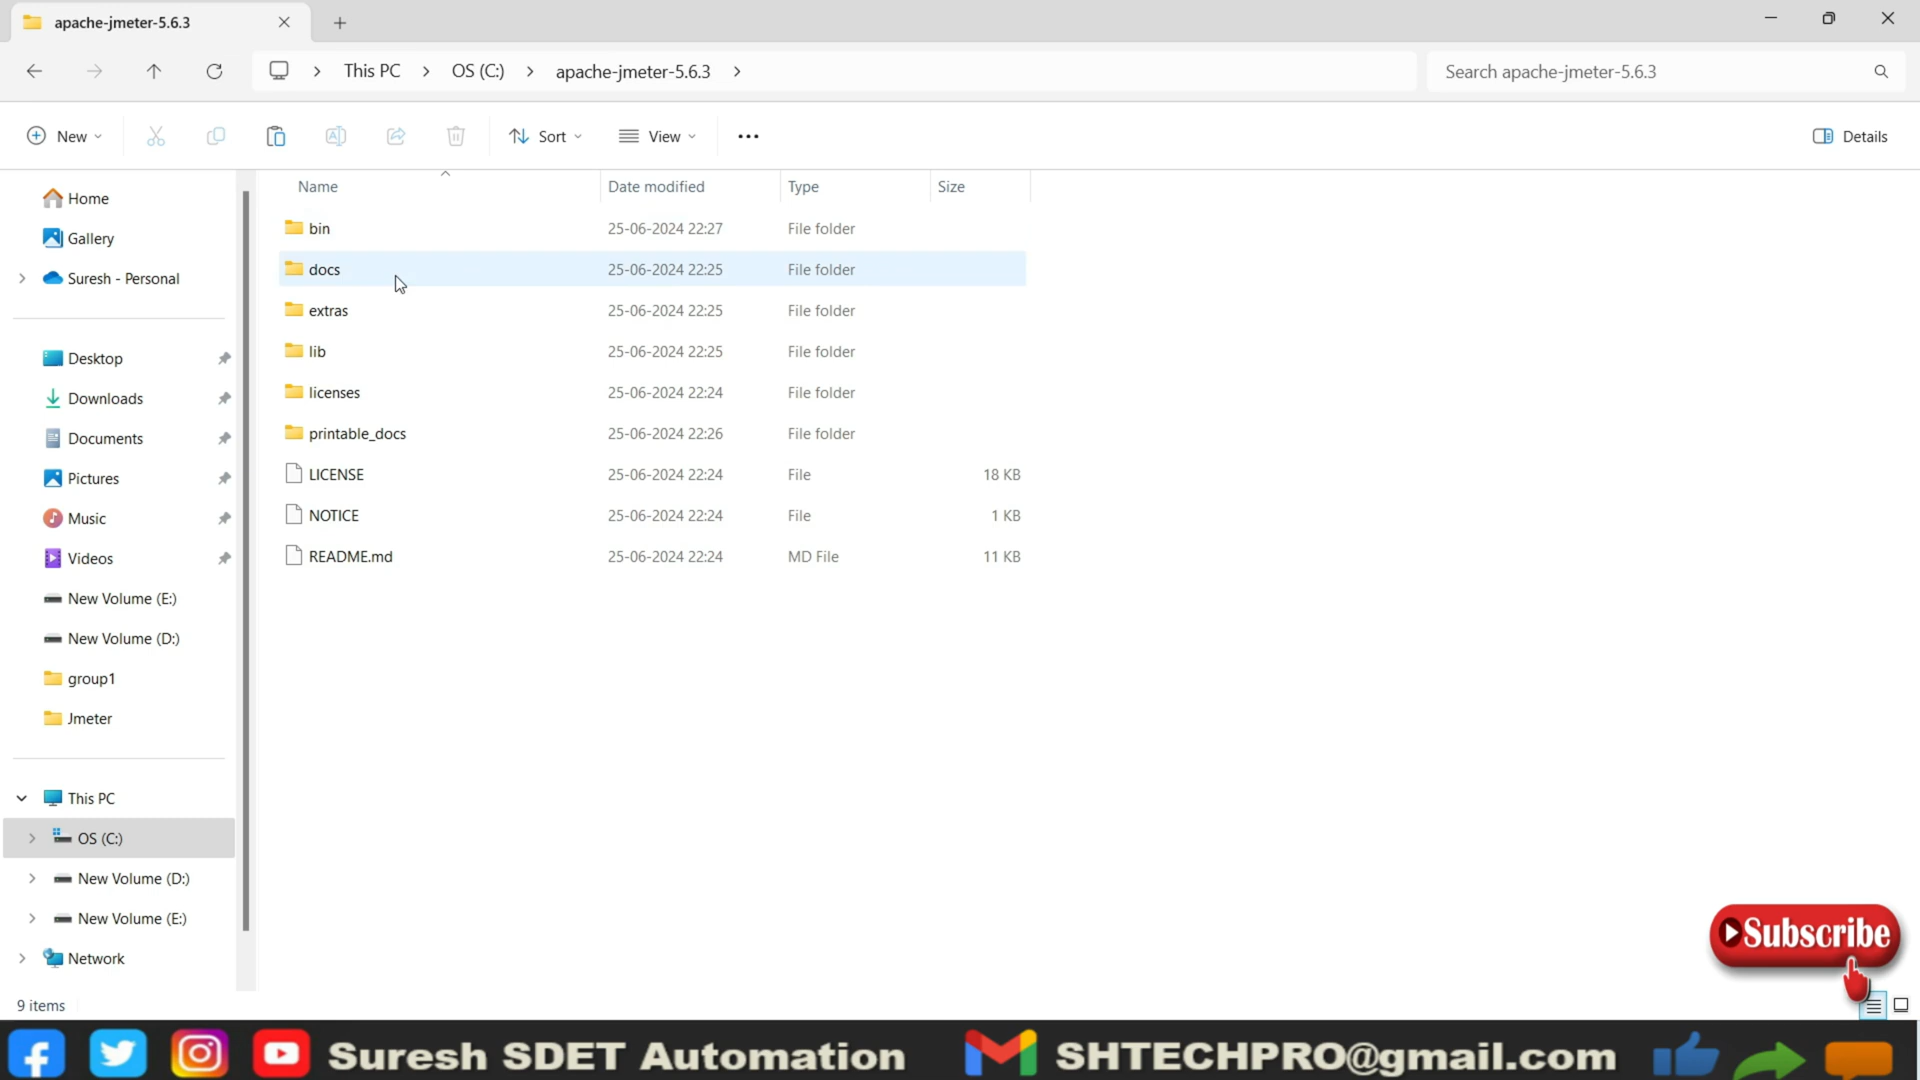 apache-jmeter-5.6.3
This PC > OS (C:) > apache-jmeter-5.6.3 >
Search apache-jmeter-5.6.3
New
Sort
View
Details
Name Date modified Type Size
Home
Gallery
Suresh - Personal
Desktop
Downloads
Documents
Pictures
Music
Videos
New Volume (E:)
New Volume (D:)
group1
Jmeter
This PC
OS (C:)
New Volume (D:)
New Volume (E:)
Network
bin 25-06-2024 22:27 File folder
docs 25-06-2024 22:25 File folder
extras 25-06-2024 22:25 File folder
lib 25-06-2024 22:25 File folder
licenses 25-06-2024 22:24 File folder
printable_docs 25-06-2024 22:26 File folder
LICENSE 25-06-2024 22:24 File 18 KB
NOTICE 25-06-2024 22:24 File 1 KB
README.md 25-06-2024 22:24 MD File 11 KB
Subscribe
9 items
Suresh SDET Automation SHTECHPRO@gmail.com